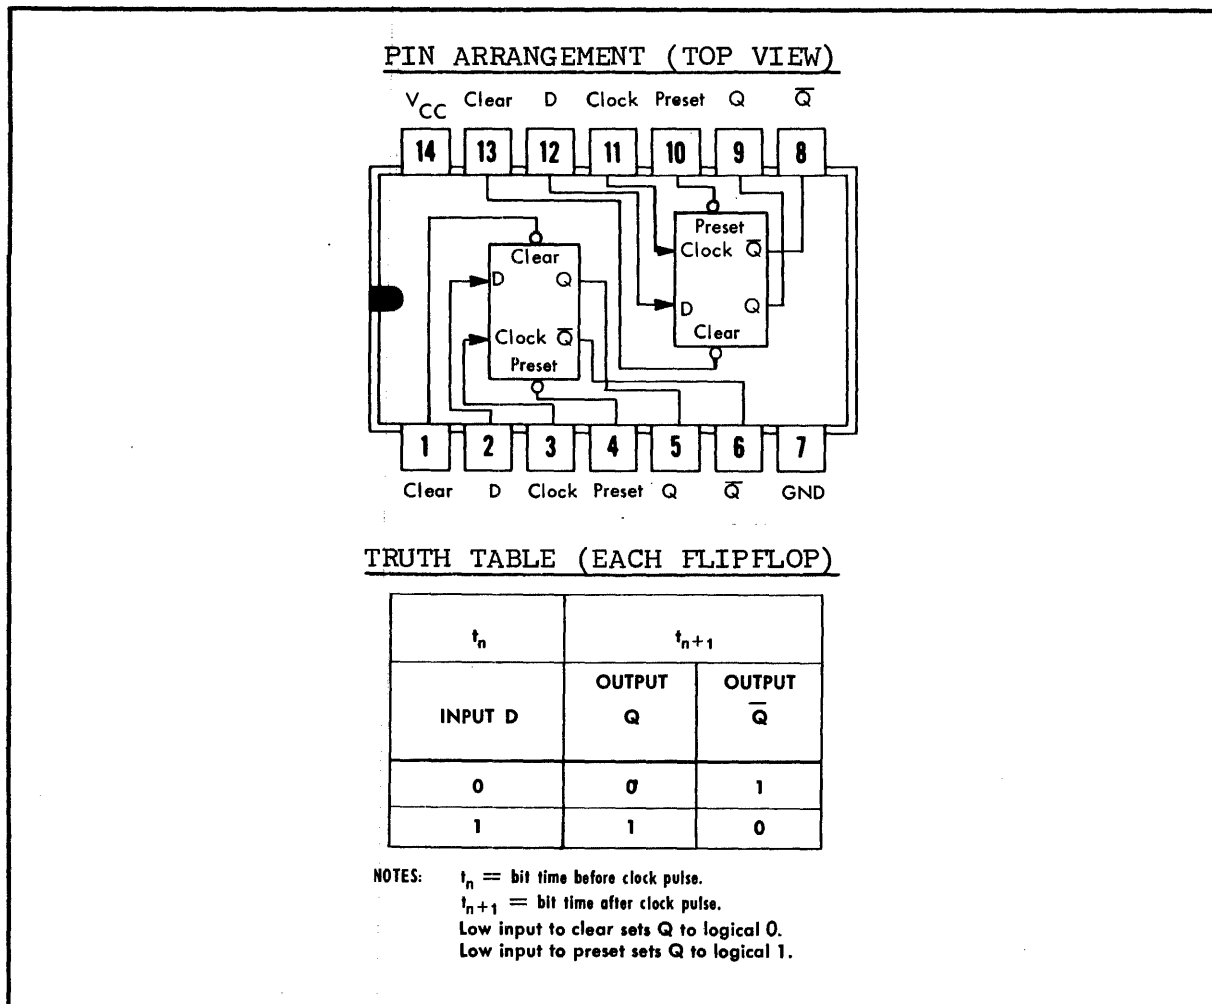 PIN ARRANGEMENT (TOP VIEW)
VCC Clear D Clock Preset Q Q̅
14 13 12 11 10 9 8
Preset
Clock Q̅
D Q
Clear
Clear
D Q
Clock Q̅
Preset
1 2 3 4 5 6 7
Clear D Clock Preset Q Q̅ GND
TRUTH TABLE (EACH FLIPFLOP)
tn tn+1
INPUT D OUTPUT Q OUTPUT Q̅
0 0 1
1 1 0
NOTES: tn = bit time before clock pulse.
tn+1 = bit time after clock pulse.
Low input to clear sets Q to logical 0.
Low input to preset sets Q to logical 1.